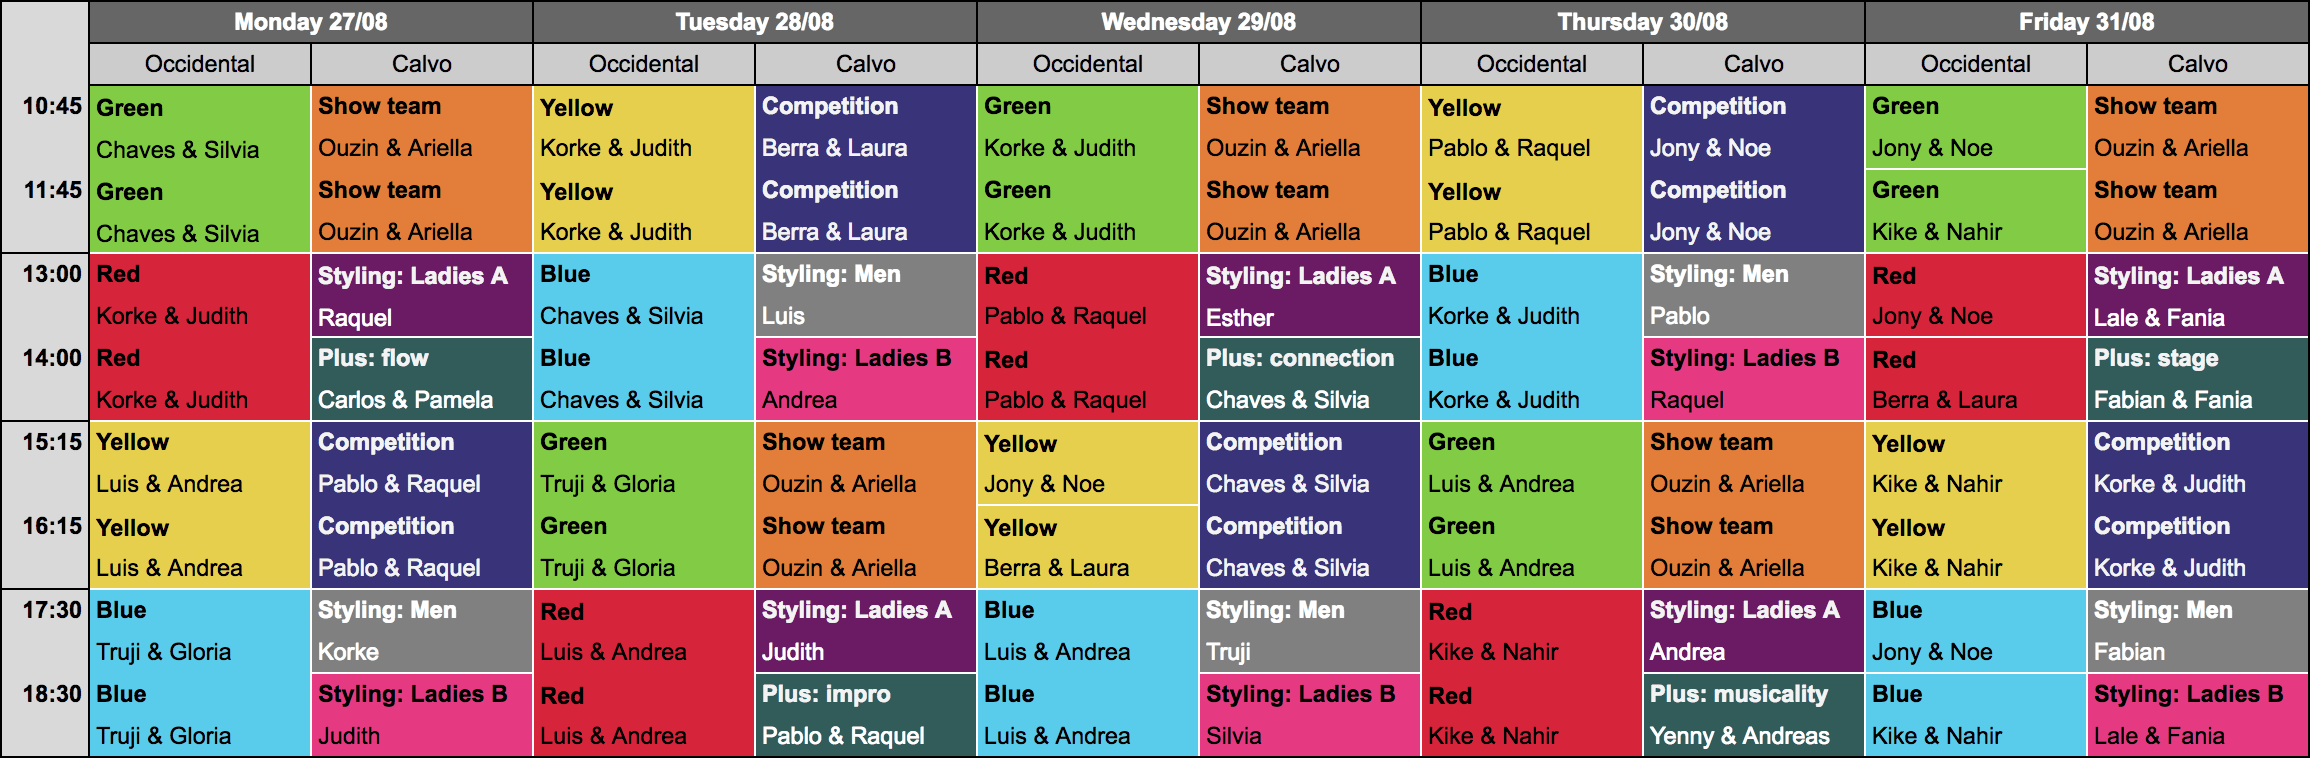 Monday 27/08 Tuesday 28/08 Wednesday 29/08 Thursday 30/08 Friday 31/08
Occidental Calvo Occidental Calvo Occidental Calvo Occidental Calvo Occidental Calvo
10:45 Green Show team Yellow Competition Green Show team Yellow Competition Green Show team
Chaves & Silvia Ouzin & Ariella Korke & Judith Berra & Laura Korke & Judith Ouzin & Ariella Pablo & Raquel Jony & Noe Jony & Noe Ouzin & Ariella
11:45 Green Show team Yellow Competition Green Show team Yellow Competition Green Show team
Chaves & Silvia Ouzin & Ariella Korke & Judith Berra & Laura Korke & Judith Ouzin & Ariella Pablo & Raquel Jony & Noe Kike & Nahir Ouzin & Ariella
13:00 Red Styling: Ladies A Blue Styling: Men Red Styling: Ladies A Blue Styling: Men Red Styling: Ladies A
Korke & Judith Raquel Chaves & Silvia Luis Pablo & Raquel Esther Korke & Judith Pablo Jony & Noe Lale & Fania
14:00 Red Plus: flow Blue Styling: Ladies B Red Plus: connection Blue Styling: Ladies B Red Plus: stage
Korke & Judith Carlos & Pamela Chaves & Silvia Andrea Pablo & Raquel Chaves & Silvia Korke & Judith Raquel Berra & Laura Fabian & Fania
15:15 Yellow Competition Green Show team Yellow Competition Green Show team Yellow Competition
Luis & Andrea Pablo & Raquel Truji & Gloria Ouzin & Ariella Jony & Noe Chaves & Silvia Luis & Andrea Ouzin & Ariella Kike & Nahir Korke & Judith
16:15 Yellow Competition Green Show team Yellow Competition Green Show team Yellow Competition
Luis & Andrea Pablo & Raquel Truji & Gloria Ouzin & Ariella Berra & Laura Chaves & Silvia Luis & Andrea Ouzin & Ariella Kike & Nahir Korke & Judith
17:30 Blue Styling: Men Red Styling: Ladies A Blue Styling: Men Red Styling: Ladies A Blue Styling: Men
Truji & Gloria Korke Luis & Andrea Judith Luis & Andrea Truji Kike & Nahir Andrea Jony & Noe Fabian
18:30 Blue Styling: Ladies B Red Plus: impro Blue Styling: Ladies B Red Plus: musicality Blue Styling: Ladies B
Truji & Gloria Judith Luis & Andrea Pablo & Raquel Luis & Andrea Silvia Kike & Nahir Yenny & Andreas Kike & Nahir Lale & Fania